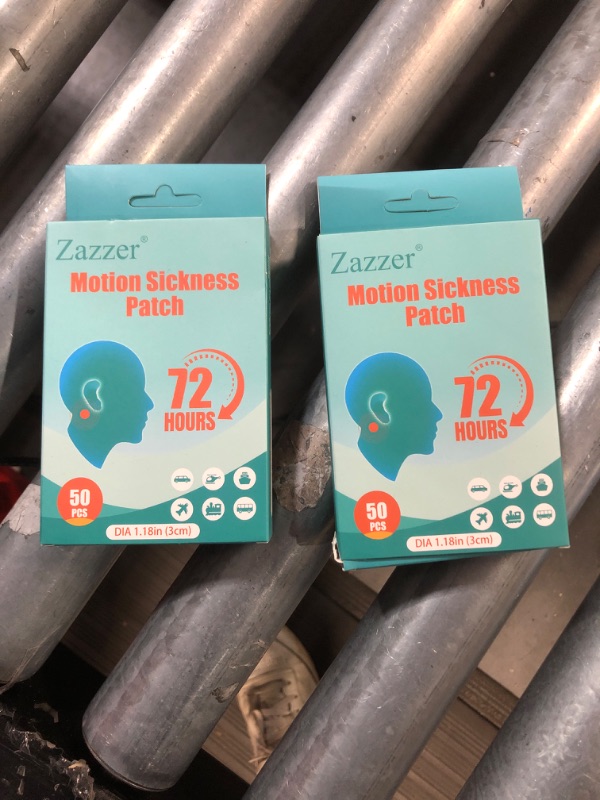 Zazzer®
Motion Sickness
Patch
72
HOURS
50
PCS
DIA 1.18in (3cm)
Zazzer®
Motion Sickness
Patch
72
HOURS
50
PCS
DIA 1.18in (3cm)